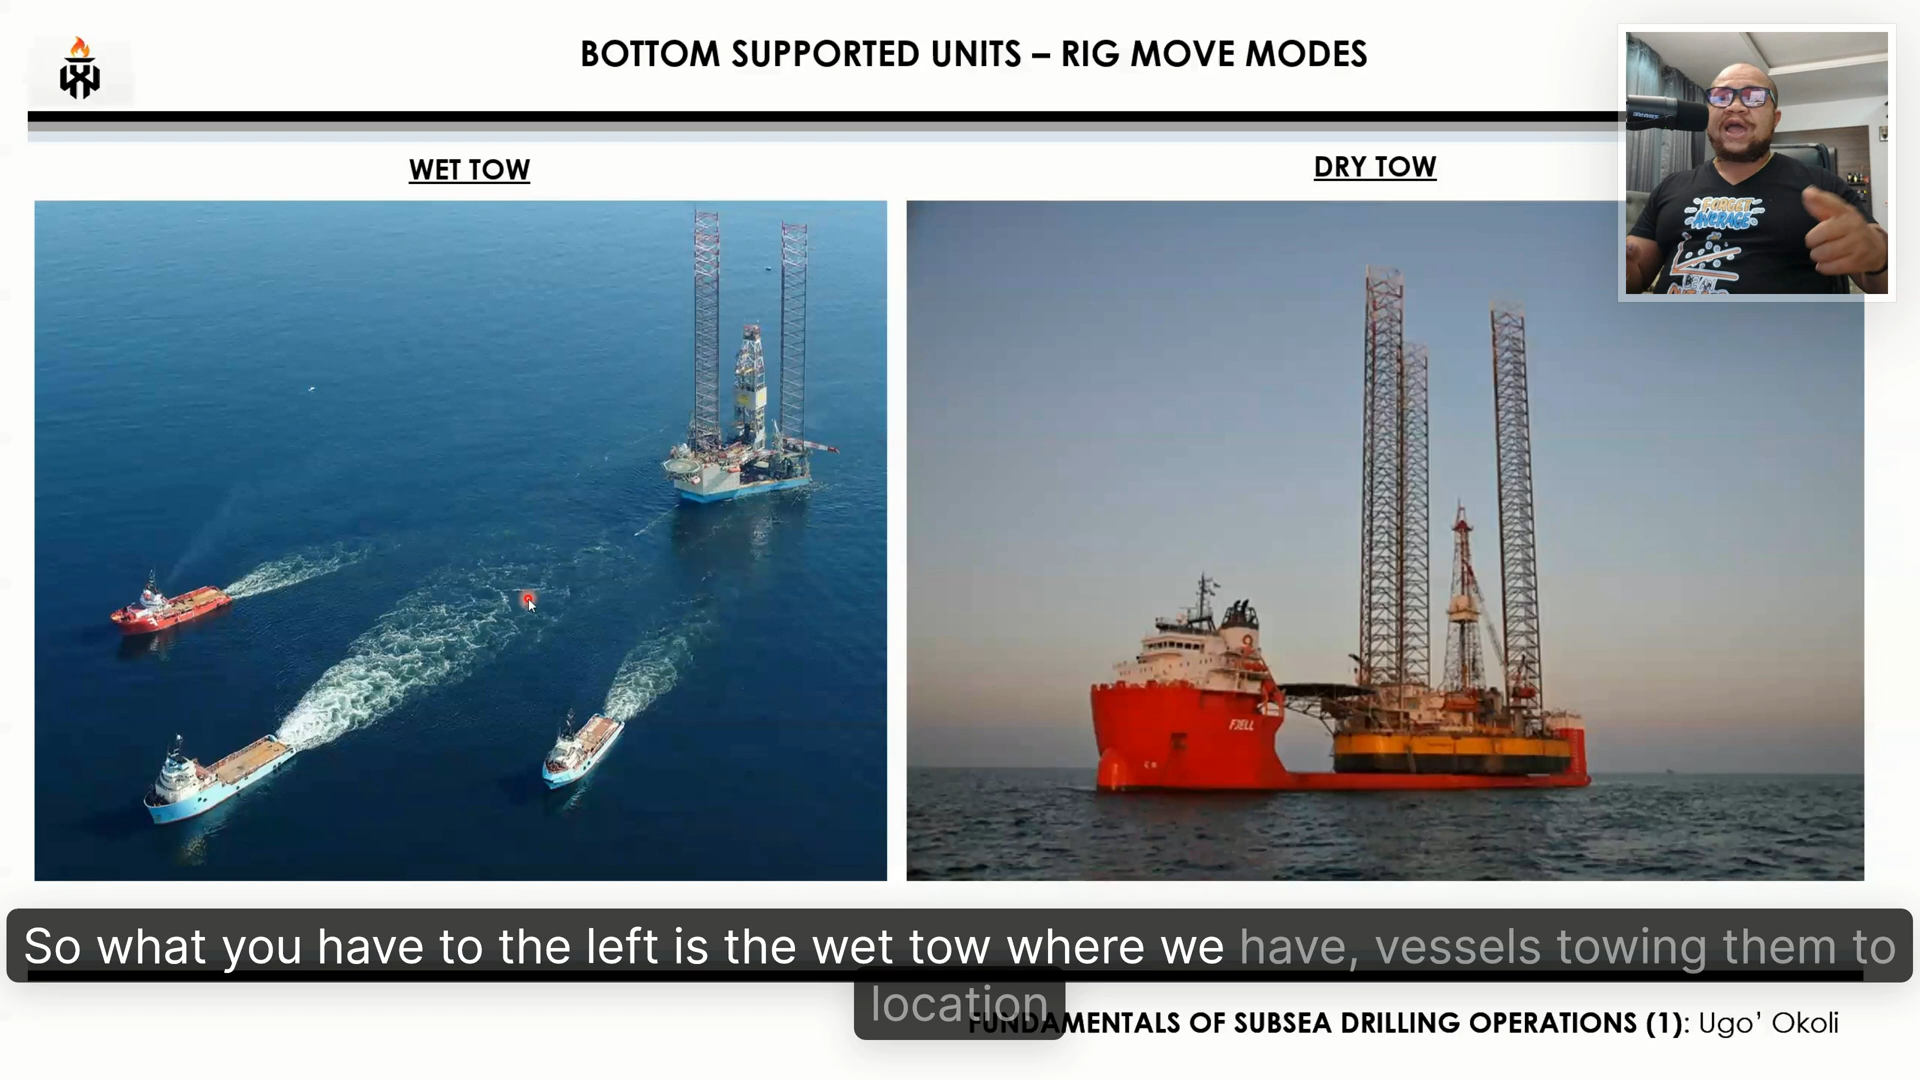 BOTTOM SUPPORTED UNITS – RIG MOVE MODES
WET TOW
DRY TOW
FORGET
AVERAGE
FJELL
So what you have to the left is the wet tow where we have, vessels towing them to
location
FUNDAMENTALS OF SUBSEA DRILLING OPERATIONS (1): Ugo’ Okoli